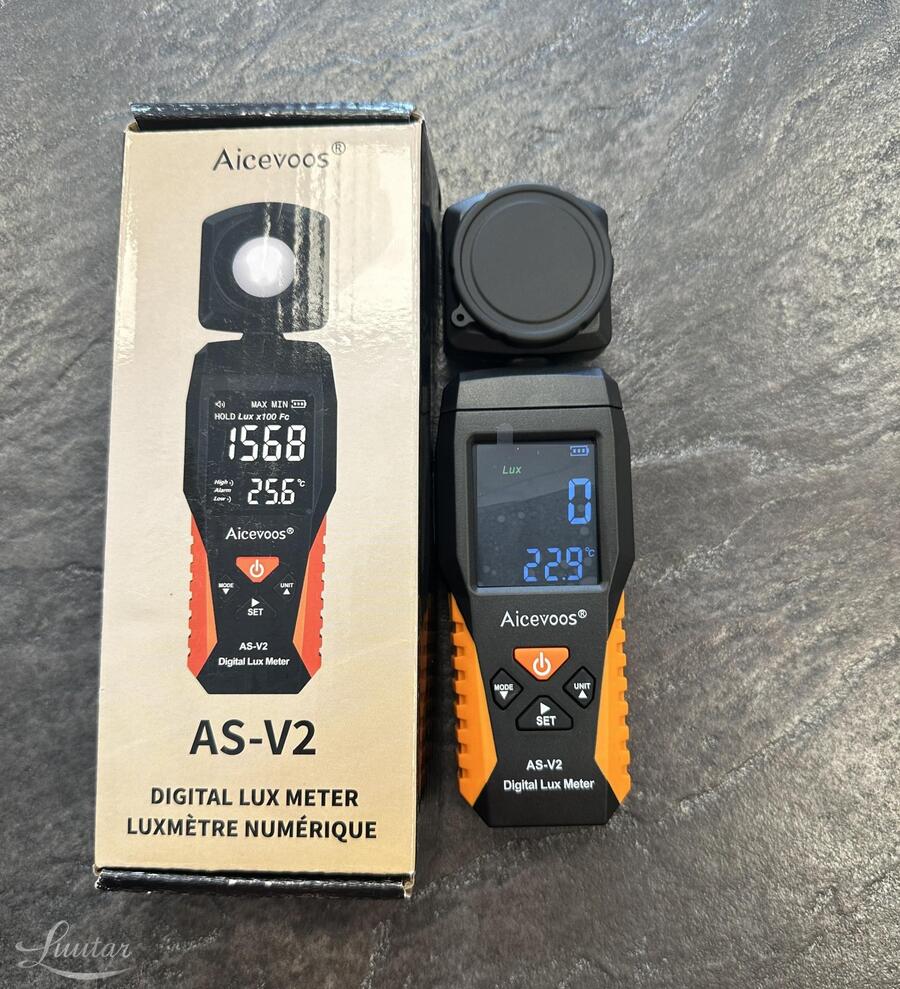 Aicevoos®
MAX MIN
HOLD Lux x100 Fc
1568
High
Alarm
Low
25.6 °C
Aicevoos®
MODE
UNIT
SET
AS-V2
Digital Lux Meter
AS-V2
DIGITAL LUX METER
LUXMÈTRE NUMÉRIQUE
Lux
0
22.9 °C
Aicevoos®
MODE
UNIT
SET
AS-V2
Digital Lux Meter
Luutar